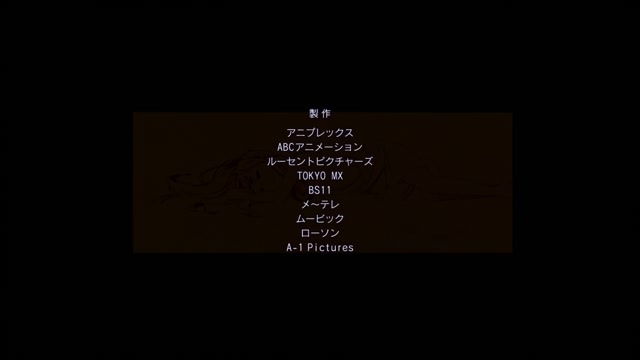 製作
アニプレックス
ABCアニメーション
ルーセントピクチャーズ
TOKYO MX
BS11
メ~テレ
ムービック
ローソン
A-1 Pictures